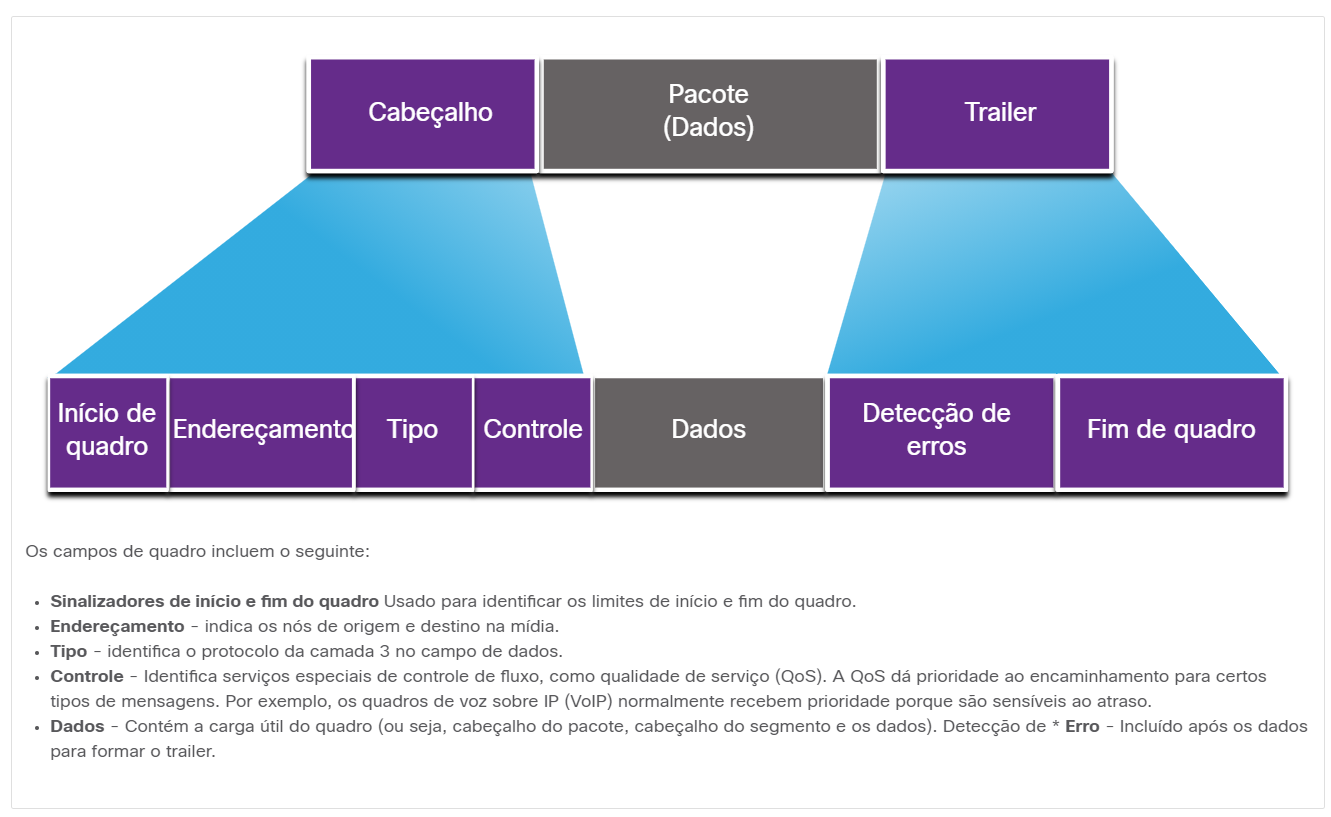 Cabeçalho
Pacote
(Dados)
Trailer
Início de
quadro
Endereçamento
Tipo
Controle
Dados
Detecção de
erros
Fim de quadro
Os campos de quadro incluem o seguinte:
• Sinalizadores de início e fim do quadro Usado para identificar os limites de início e fim do quadro.
• Endereçamento - indica os nós de origem e destino na mídia.
• Tipo - identifica o protocolo da camada 3 no campo de dados.
• Controle - Identifica serviços especiais de controle de fluxo, como qualidade de serviço (QoS). A QoS dá prioridade ao encaminhamento para certos
tipos de mensagens. Por exemplo, os quadros de voz sobre IP (VoIP) normalmente recebem prioridade porque são sensíveis ao atraso.
• Dados - Contém a carga útil do quadro (ou seja, cabeçalho do pacote, cabeçalho do segmento e os dados). Detecção de * Erro - Incluído após os dados
para formar o trailer.